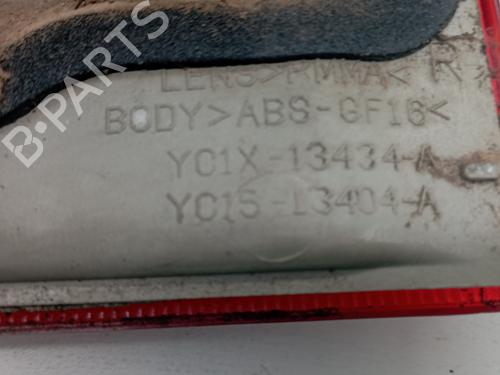 LENS>PMMA< R
BODY>ABS-GF16<
YC1X-13434-A
YC15-13404-A
B-PARTS